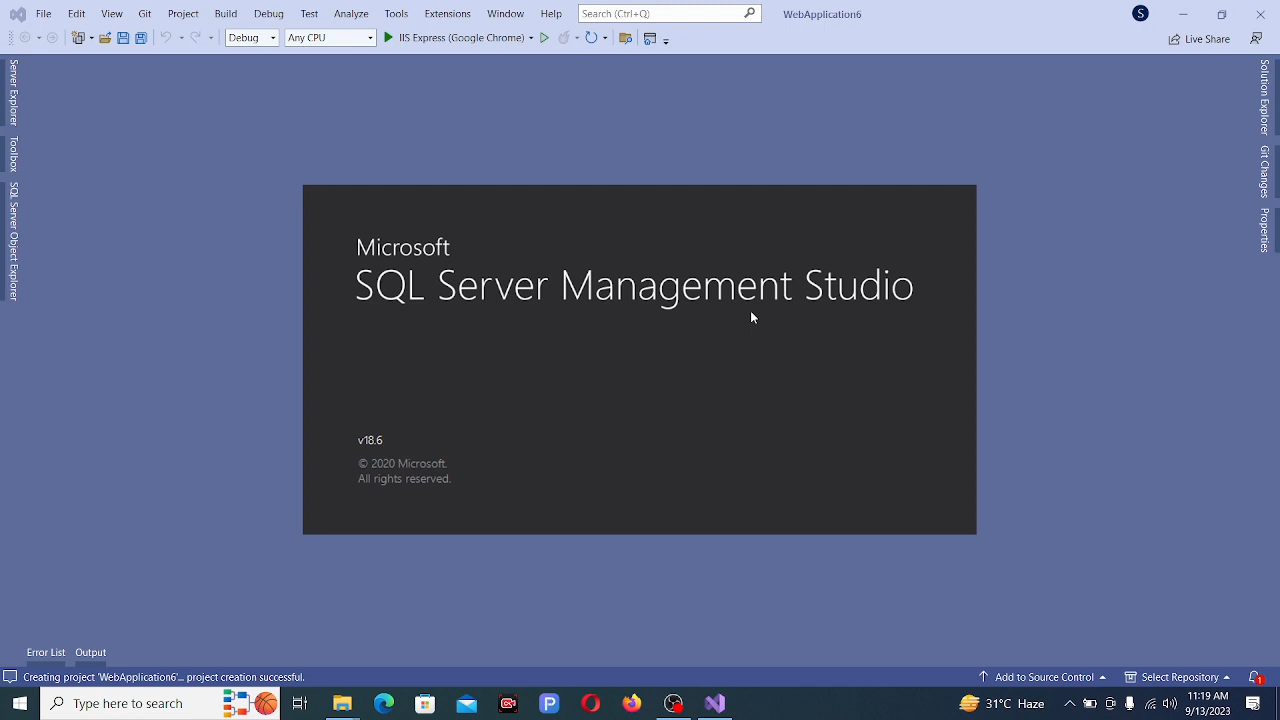 File Edit View Git Project Build Debug Test Analyze Tools Extensions Window Help Search (Ctrl+Q) WebApplication6 S
Debug Any CPU IIS Express (Google Chrome) Live Share
Server Explorer
Toolbox
SQL Server Object Explorer
Solution Explorer
Git Changes
Properties
Microsoft
SQL Server Management Studio
v18.6
© 2020 Microsoft.
All rights reserved.
Error List Output
Creating project 'WebApplication6'... project creation successful. Add to Source Control Select Repository 1
Type here to search 31°C Haze 11:19 AM
9/13/2023